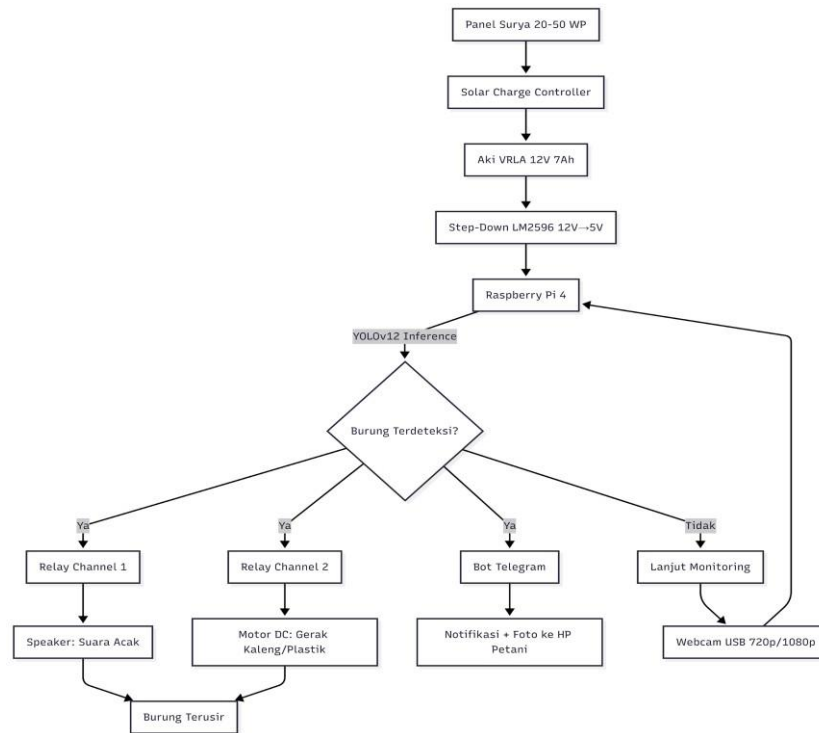 Panel Surya 20-50 WP
Solar Charge Controller
Aki VRLA 12V 7Ah
Step-Down LM2596 12V→5V
Raspberry Pi 4
YOLOv12 Inference
Burung Terdeteksi?
Ya
Ya
Ya
Tidak
Relay Channel 1
Relay Channel 2
Bot Telegram
Lanjut Monitoring
Speaker: Suara Acak
Motor DC: Gerak
Kaleng/Plastik
Notifikasi + Foto ke HP
Petani
Webcam USB 720p/1080p
Burung Terusir